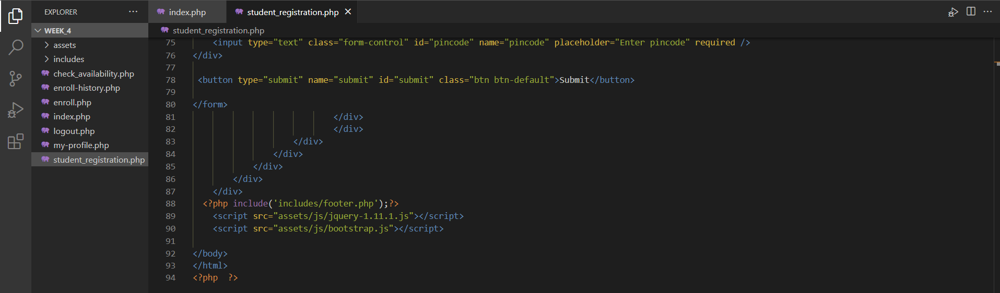 EXPLORER ...
WEEK_4
assets
includes
check_availability.php
enroll-history.php
enroll.php
index.php
logout.php
my-profile.php
student_registration.php
index.php student_registration.php
student_registration.php
75 <input type="text" class="form-control" id="pincode" name="pincode" placeholder="Enter pincode" required />
76 </div>
77
78 <button type="submit" name="submit" id="submit" class="btn btn-default">Submit</button>
79
80 </form>
81 </div>
82 </div>
83 </div>
84 </div>
85 </div>
86 </div>
87 </div>
88 <?php include('includes/footer.php');?>
89 <script src="assets/js/jquery-1.11.1.js"></script>
90 <script src="assets/js/bootstrap.js"></script>
91
92 </body>
93 </html>
94 <?php  ?>